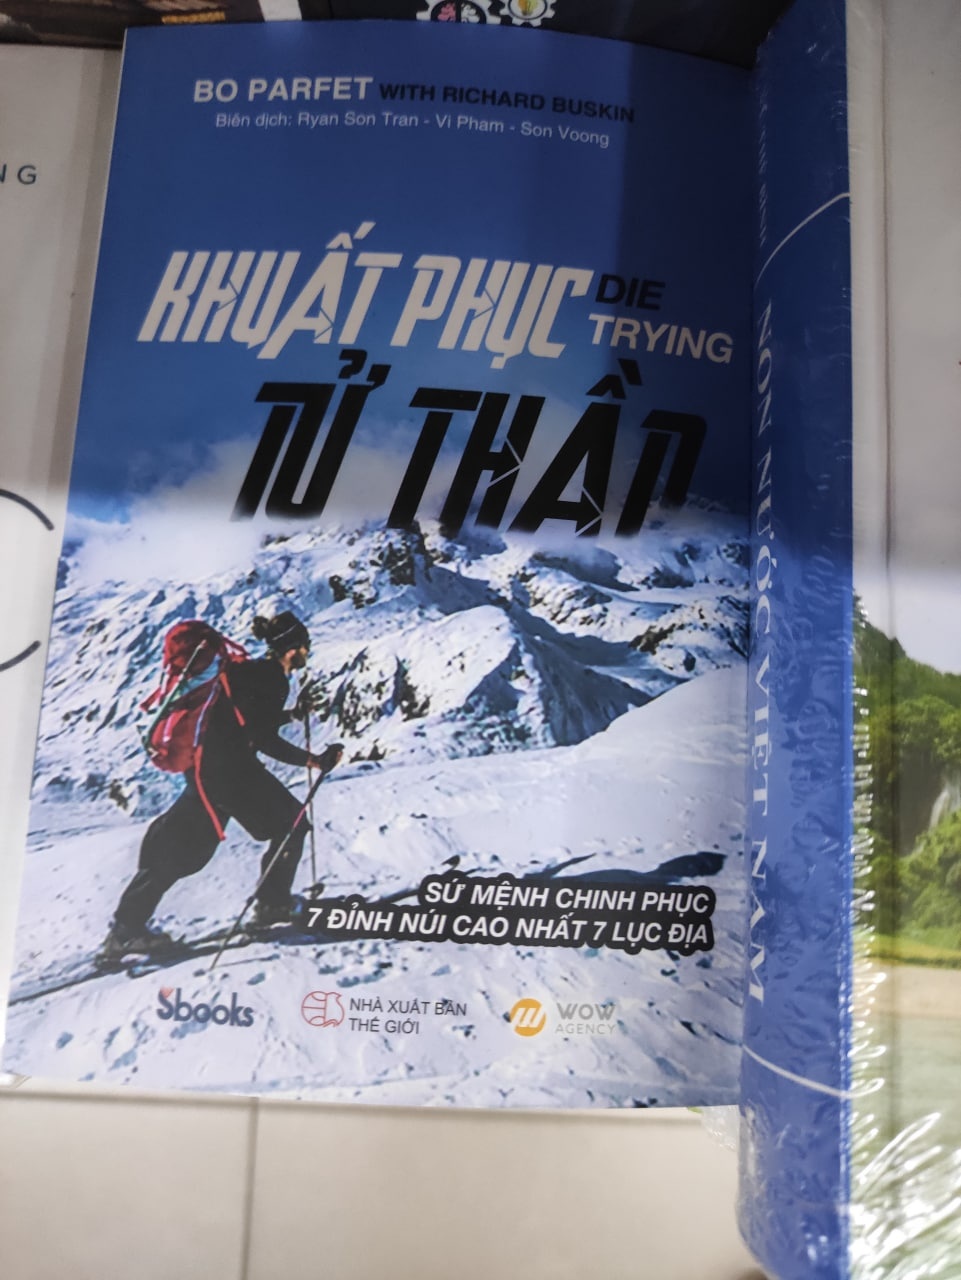 BO PARFET WITH RICHARD BUSKIN
Biên dịch: Ryan Son Tran - Vi Pham - Son Voong
KHUẤT PHỤC
DIE
TRYING
TỬ THẦN
SỨ MỆNH CHINH PHỤC
7 ĐỈNH NÚI CAO NHẤT 7 LỤC ĐỊA
Sbooks
NHÀ XUẤT BẢN
THẾ GIỚI
WOW
AGENCY
NON NƯỚC VIỆT NAM
NG